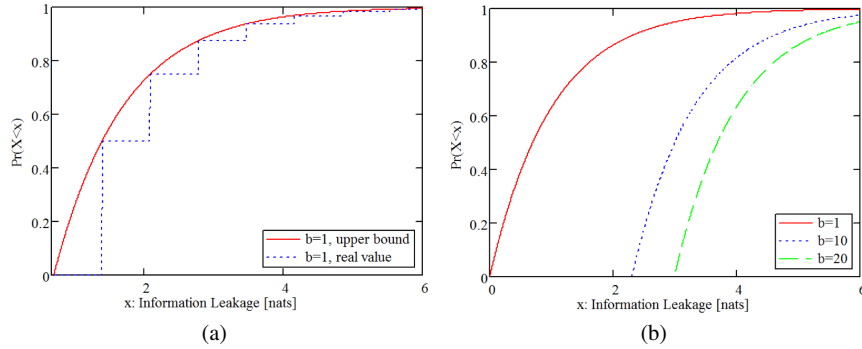 1
0.8
0.6
0.4
0.2
0
Pr(X<x)
2
4
6
x: Information Leakage [nats]
b=1, upper bound
b=1, real value
(a)
1
0.8
0.6
0.4
0.2
0
Pr(X<x)
0
2
4
6
x: Information Leakage [nats]
b=1
b=10
b=20
(b)